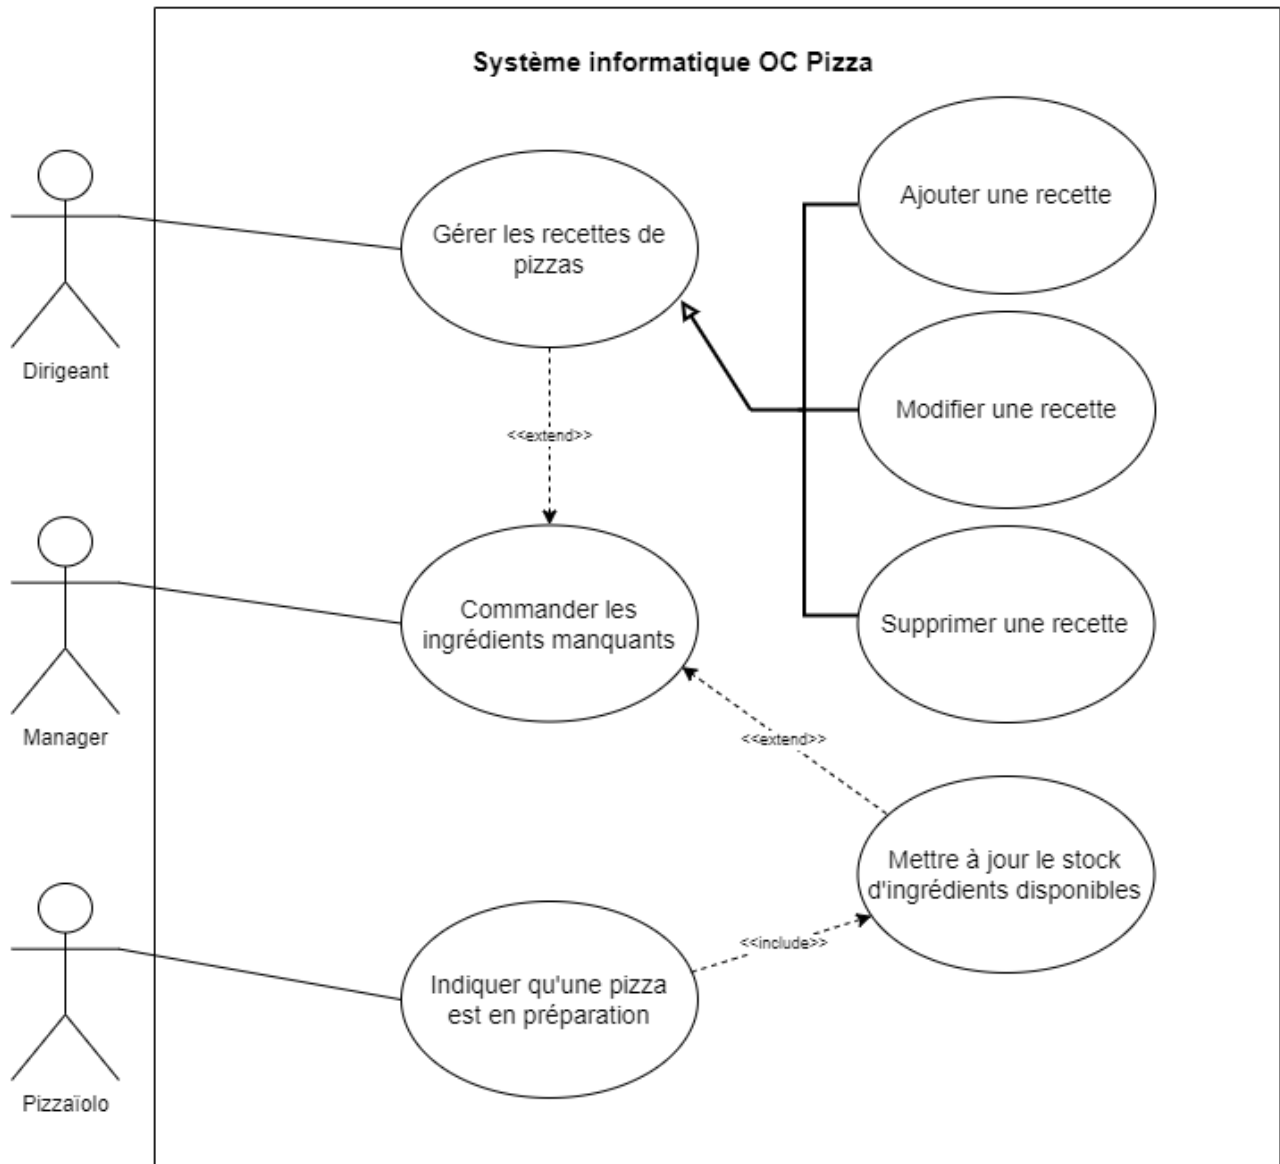 Système informatique OC Pizza
Ajouter une recette
Gérer les recettes de
pizzas
Dirigeant
Modifier une recette
<<extend>>
Commander les
ingrédients manquants
Supprimer une recette
Manager
<<extend>>
Mettre à jour le stock
d'ingrédients disponibles
<<include>>
Indiquer qu'une pizza
est en préparation
Pizzaïolo